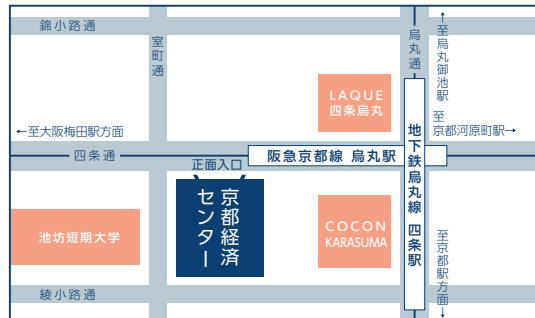 錦小路通
室町通
烏丸通
←至烏丸御池駅
LAQUE
四条烏丸
←至大阪梅田駅方面
至
京都河原町駅→
四条通
阪急京都線 烏丸駅
地下鉄烏丸線 四条駅
正面入口
京都経済
センター
池坊短期大学
COCON
KARASUMA
至京都駅方面→
綾小路通